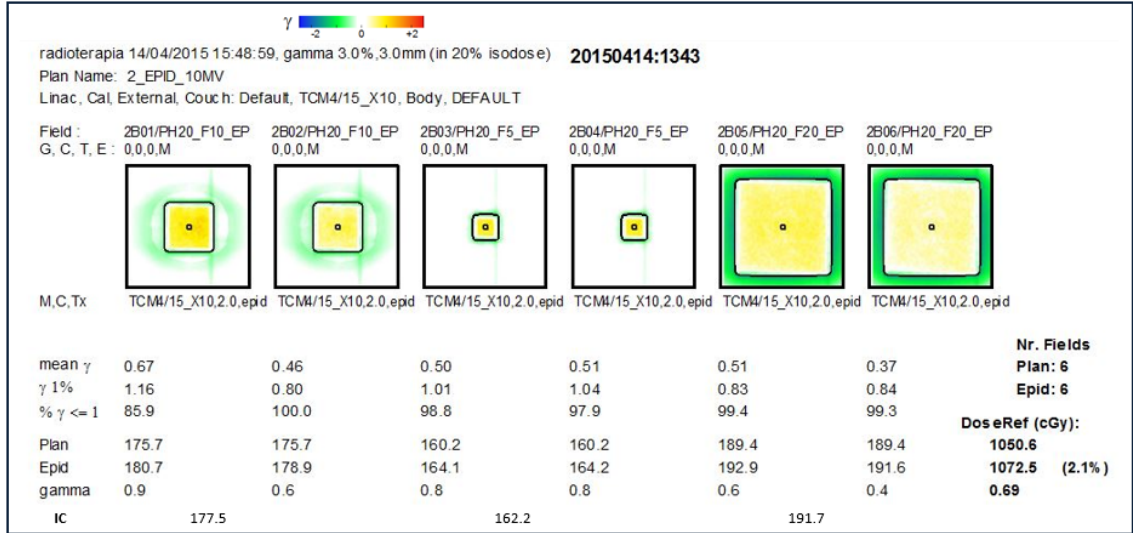 γ -2 0 +2
radioterapia 14/04/2015 15:48:59, gamma 3.0%,3.0mm (in 20% isodose) 20150414:1343
Plan Name: 2_EPID_10MV
Linac, Cal, External, Couch: Default, TCM4/15_X10, Body, DEFAULT
Field : 2B01/PH20_F10_EP 2B02/PH20_F10_EP 2B03/PH20_F5_EP 2B04/PH20_F5_EP 2B05/PH20_F20_EP 2B06/PH20_F20_EP
G, C, T, E : 0,0,0,M 0,0,0,M 0,0,0,M 0,0,0,M 0,0,0,M 0,0,0,M
M,C,Tx TCM4/15_X10,2.0,epid TCM4/15_X10,2.0,epid TCM4/15_X10,2.0,epid TCM4/15_X10,2.0,epid TCM4/15_X10,2.0,epid TCM4/15_X10,2.0,epid
Nr. Fields
mean γ 0.67 0.46 0.50 0.51 0.51 0.37 Plan: 6
γ 1% 1.16 0.80 1.01 1.04 0.83 0.84 Epid: 6
% γ <= 1 85.9 100.0 98.8 97.9 99.4 99.3
DoseRef (cGy):
Plan 175.7 175.7 160.2 160.2 189.4 189.4 1050.6
Epid 180.7 178.9 164.1 164.2 192.9 191.6 1072.5 (2.1%)
gamma 0.9 0.6 0.8 0.8 0.6 0.4 0.69
IC 177.5 162.2 191.7